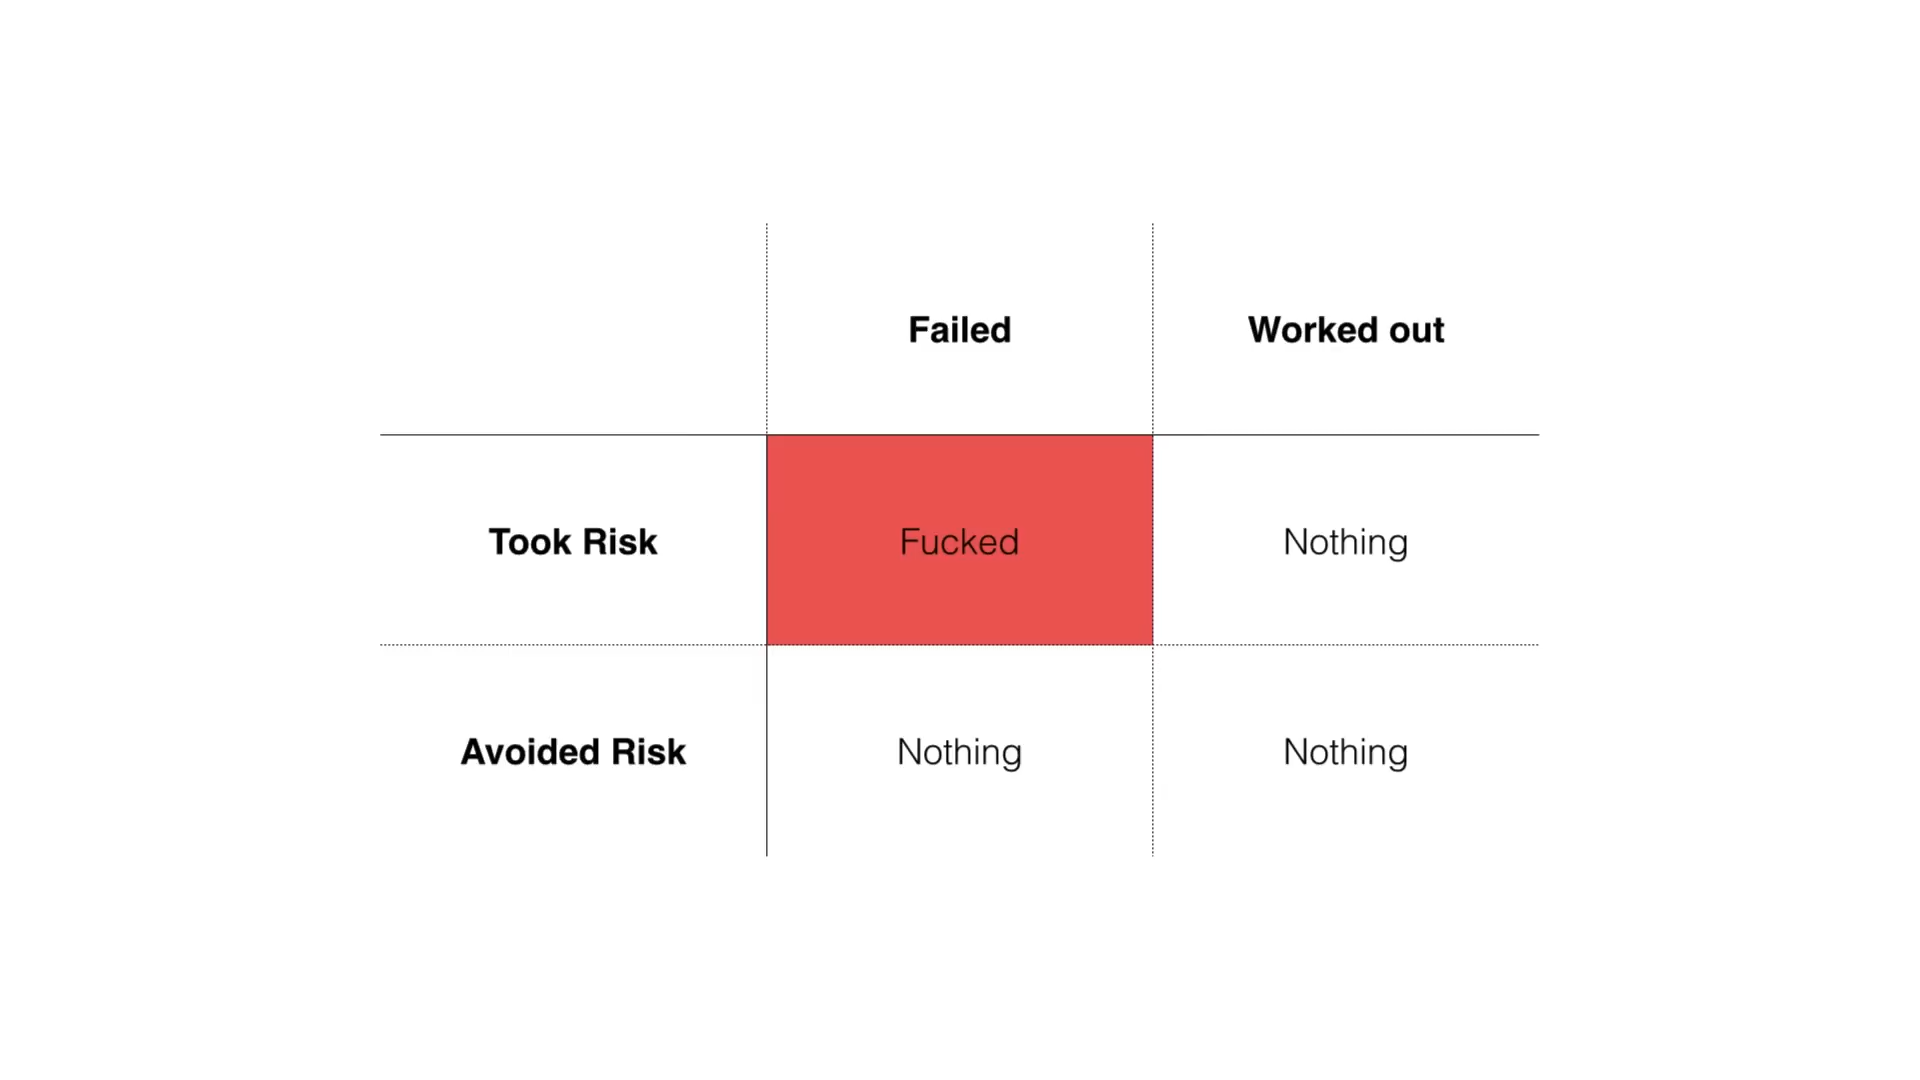 Failed
Worked out
Took Risk
Fucked
Nothing
Avoided Risk
Nothing
Nothing